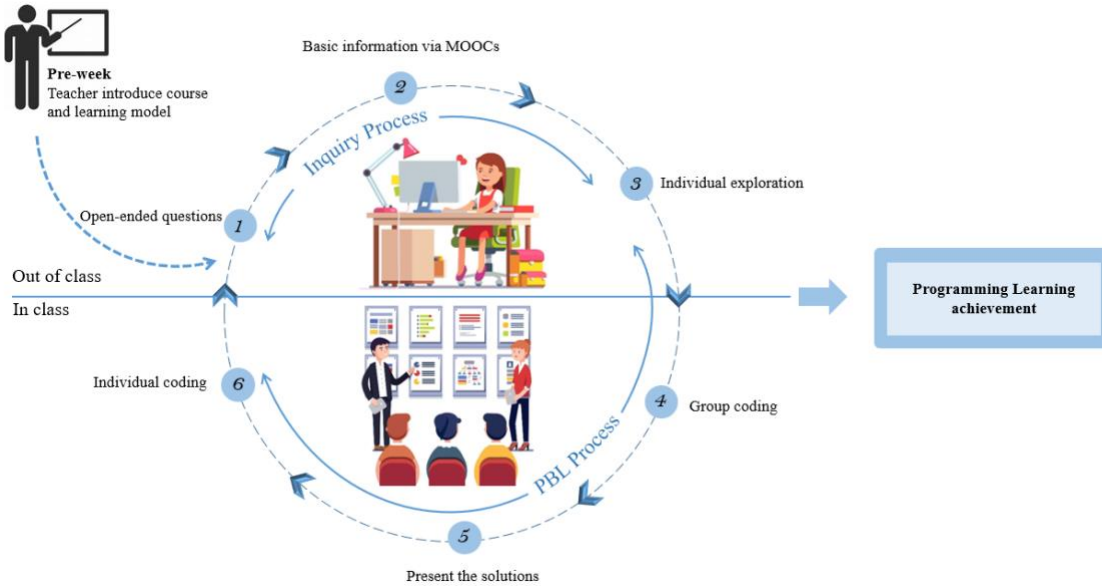 Pre-week
Teacher introduce course
and learning model
Basic information via MOOCs
2
Inquiry Process
3
Individual exploration
Open-ended questions
1
Out of class
In class
Programming Learning
achievement
Individual coding
6
4
Group coding
PBL Process
5
Present the solutions